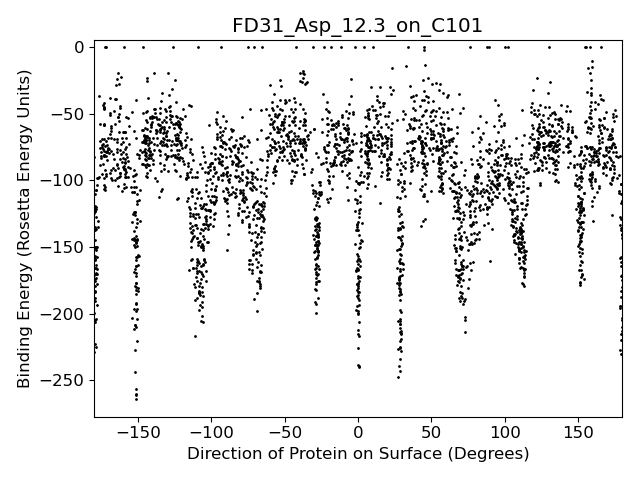 FD31_Asp_12.3_on_C101
Binding Energy (Rosetta Energy Units)
0
−50
−100
−150
−200
−250
−150 −100 −50 0 50 100 150
Direction of Protein on Surface (Degrees)